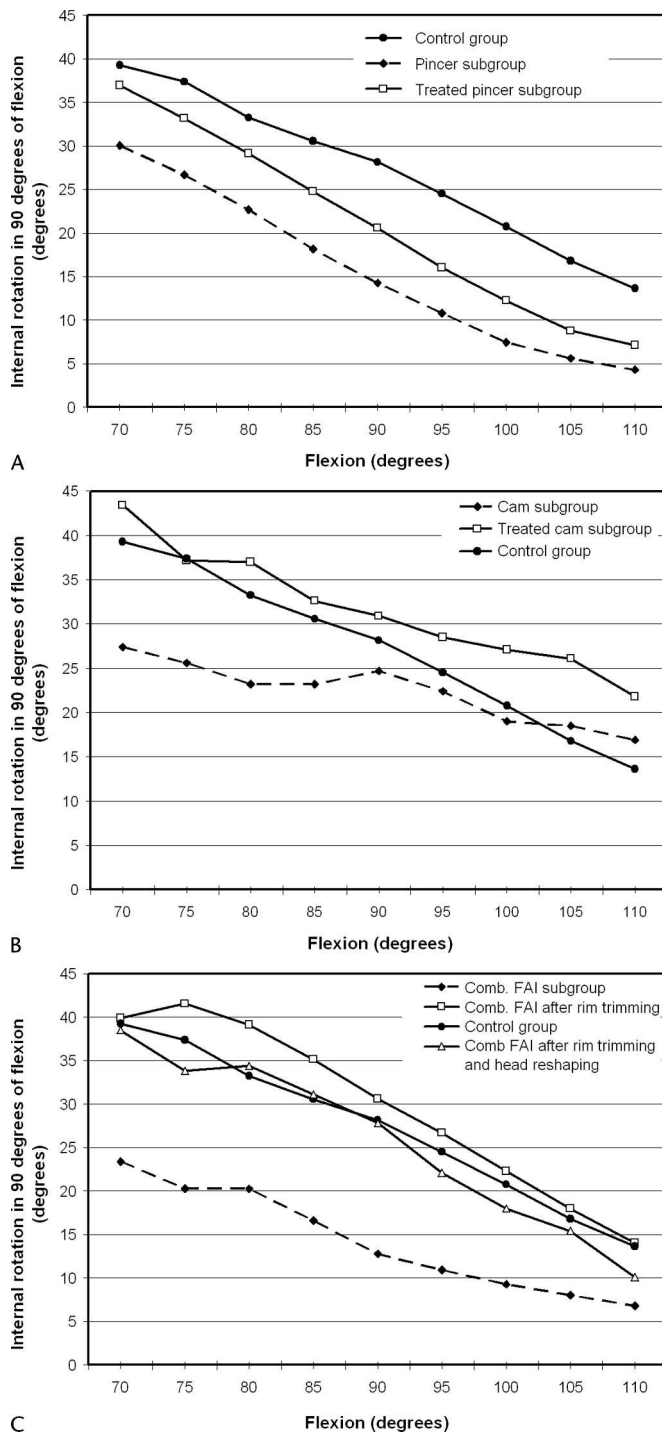 45
40
35
30
25
20
15
10
5
0
Internal rotation in 90 degrees of flexion
(degrees)
Control group
Pincer subgroup
Treated pincer subgroup
70 75 80 85 90 95 100 105 110
Flexion (degrees)
A
45
40
35
30
25
20
15
10
5
0
Internal rotation in 90 degrees of flexion
(degrees)
Cam subgroup
Treated cam subgroup
Control group
70 75 80 85 90 95 100 105 110
Flexion (degrees)
B
45
40
35
30
25
20
15
10
5
0
Internal rotation in 90 degrees of flexion
(degrees)
Comb. FAI subgroup
Comb. FAI after rim trimming
Control group
Comb FAI after rim trimming
and head reshaping
70 75 80 85 90 95 100 105 110
Flexion (degrees)
C